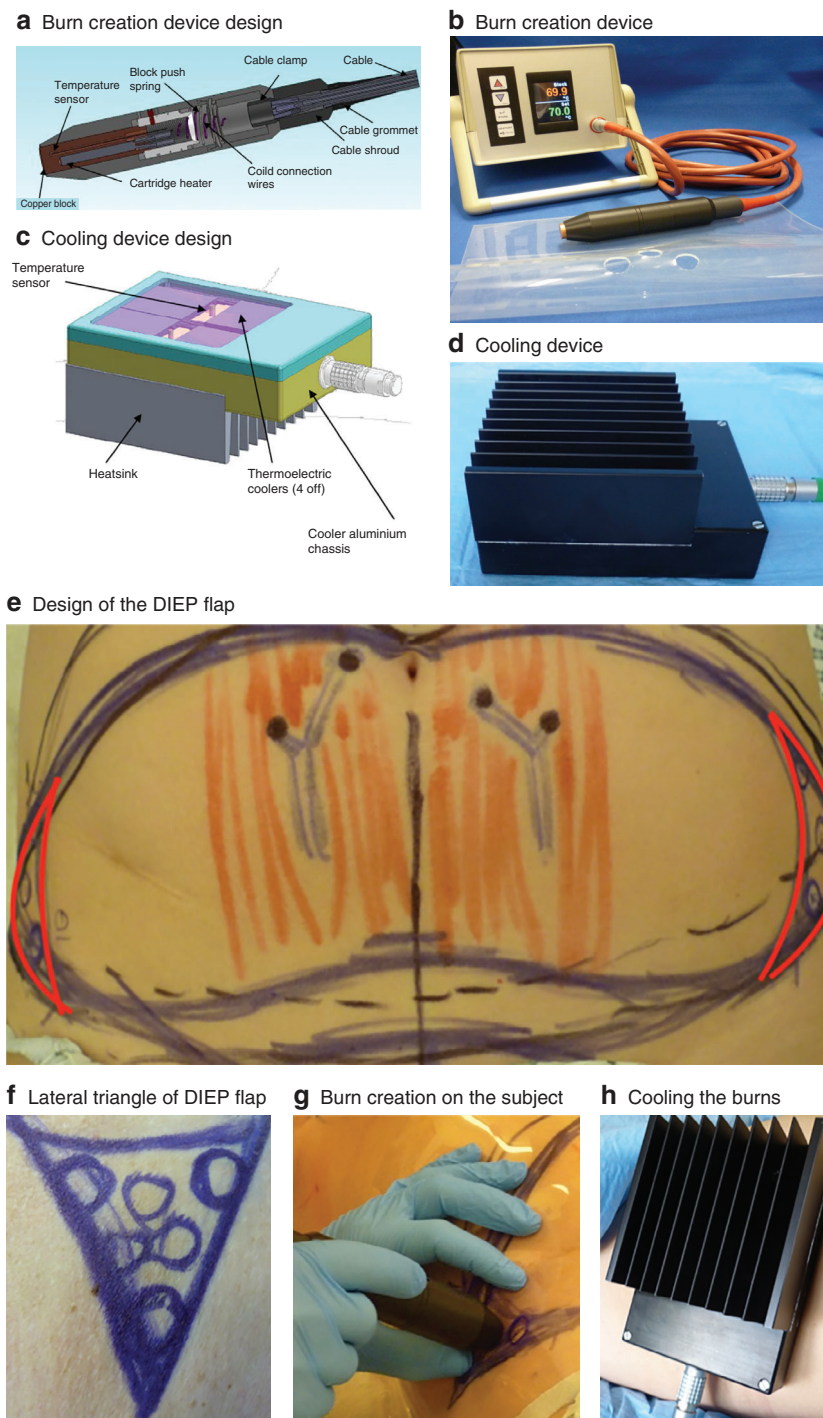 a Burn creation device design
Temperature
sensor
Block push
spring
Cable clamp
Cable
Cable grommet
Cable shroud
Coild connection
wires
Cartridge heater
Copper block
b Burn creation device
Block
69.9
°C
Set
70.0
°C
c Cooling device design
Temperature
sensor
Heatsink
Thermoelectric
coolers (4 off)
Cooler aluminium
chassis
d Cooling device
e Design of the DIEP flap
f Lateral triangle of DIEP flap
g Burn creation on the subject
h Cooling the burns